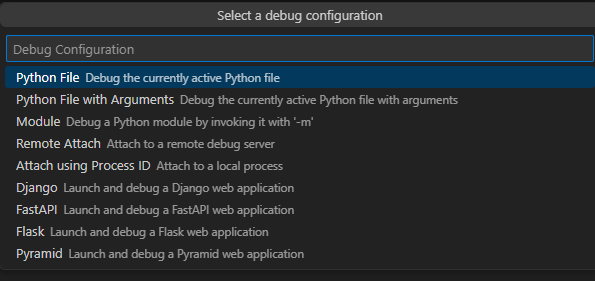 Select a debug configuration
Debug Configuration
Python File Debug the currently active Python file
Python File with Arguments Debug the currently active Python file with arguments
Module Debug a Python module by invoking it with '-m'
Remote Attach Attach to a remote debug server
Attach using Process ID Attach to a local process
Django Launch and debug a Django web application
FastAPI Launch and debug a FastAPI web application
Flask Launch and debug a Flask web application
Pyramid Launch and debug a Pyramid web application